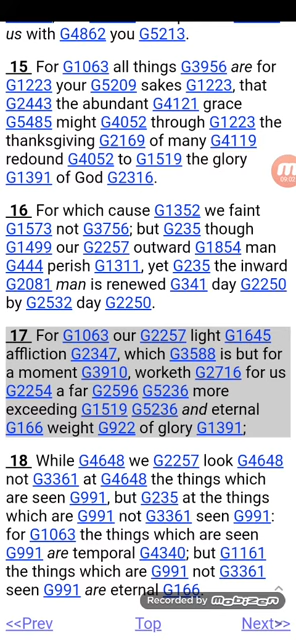 us with G4862 you G5213.
15 For G1063 all things G3956 are for
G1223 your G5209 sakes G1223, that
G2443 the abundant G4121 grace
G5485 might G4052 through G1223 the
thanksgiving G2169 of many G4119
redound G4052 to G1519 the glory
G1391 of God G2316.
16 For which cause G1352 we faint
G1573 not G3756; but G235 though
G1499 our G2257 outward G1854 man
G444 perish G1311, yet G235 the inward
G2081 man is renewed G341 day G2250
by G2532 day G2250.
17 For G1063 our G2257 light G1645
affliction G2347, which G3588 is but for
a moment G3910, worketh G2716 for us
G2254 a far G2596 G5236 more
exceeding G1519 G5236 and eternal
G166 weight G922 of glory G1391;
18 While G4648 we G2257 look G4648
not G3361 at G4648 the things which
are seen G991, but G235 at the things
which are G991 not G3361 seen G991:
for G1063 the things which are seen
G991 are temporal G4340; but G1161
the things which are G991 not G3361
seen G991 are eternal G166.
Recorded by Mobizen
<<Prev Top Next>>